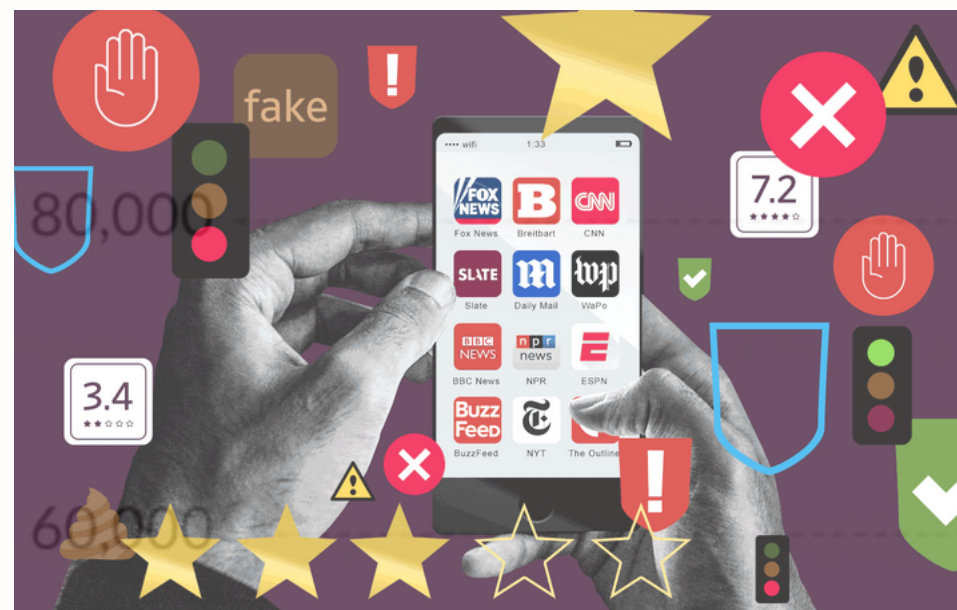 fake
!
80,000
7.2
3.4
wifi 1:33
FOX
NEWS
Fox News
B
Breitbart
CNN
CNN
SLATE
Slate
m
Daily Mail
wp
WaPo
BBC
NEWS
BBC News
npr
news
NPR
E
ESPN
Buzz
FeeD
BuzzFeed
T
NYT
The Outline
!
60,000